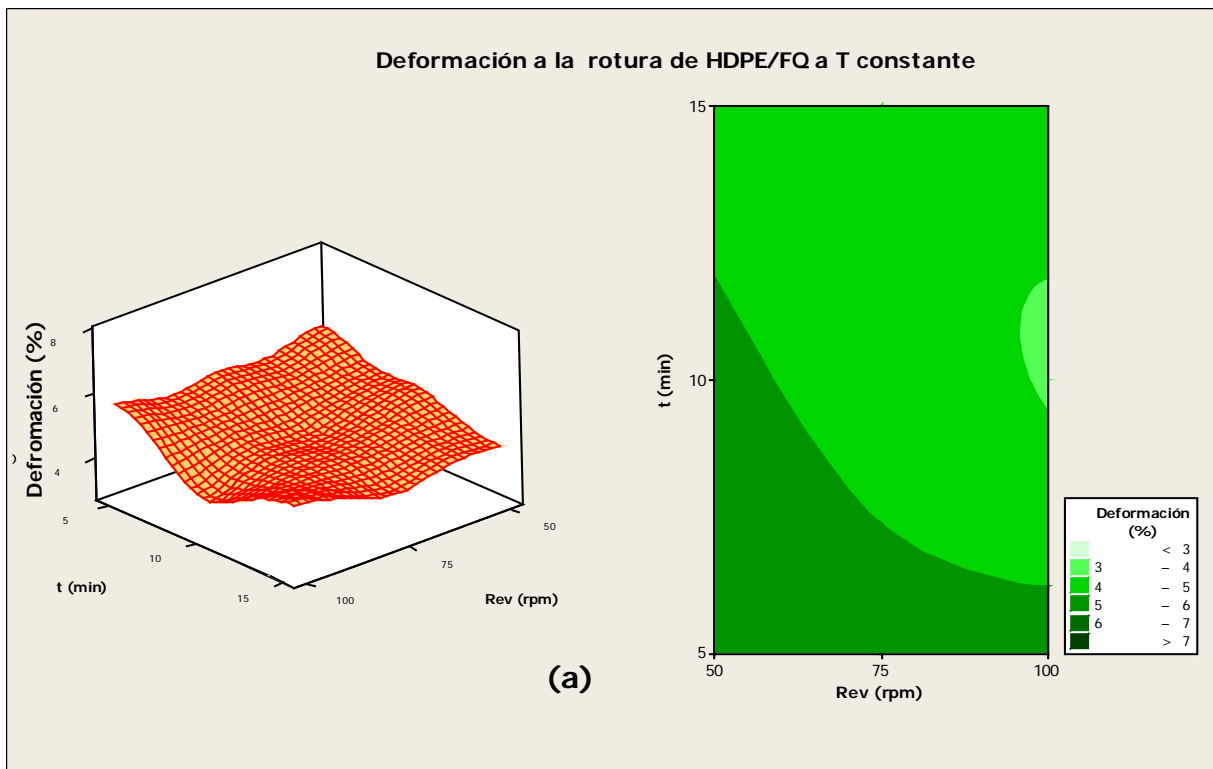 Deformación a la rotura de HDPE/FQ a T constante
Defromación (%)
8
6
4
5
10
15
t (min)
100
75
50
Rev (rpm)
15
10
5
t (min)
50
75
100
Rev (rpm)
Deformación
(%)
< 3
3 – 4
4 – 5
5 – 6
6 – 7
> 7
(a)